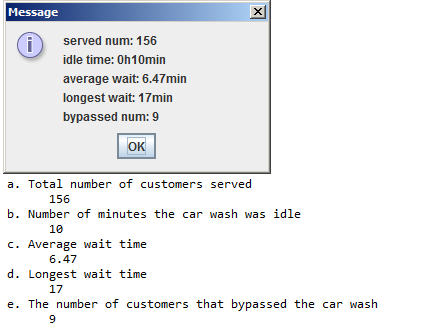 Message
served num: 156
idle time: 0h10min
average wait: 6.47min
longest wait: 17min
bypassed num: 9
OK
a. Total number of customers served
156
b. Number of minutes the car wash was idle
10
c. Average wait time
6.47
d. Longest wait time
17
e. The number of customers that bypassed the car wash
9